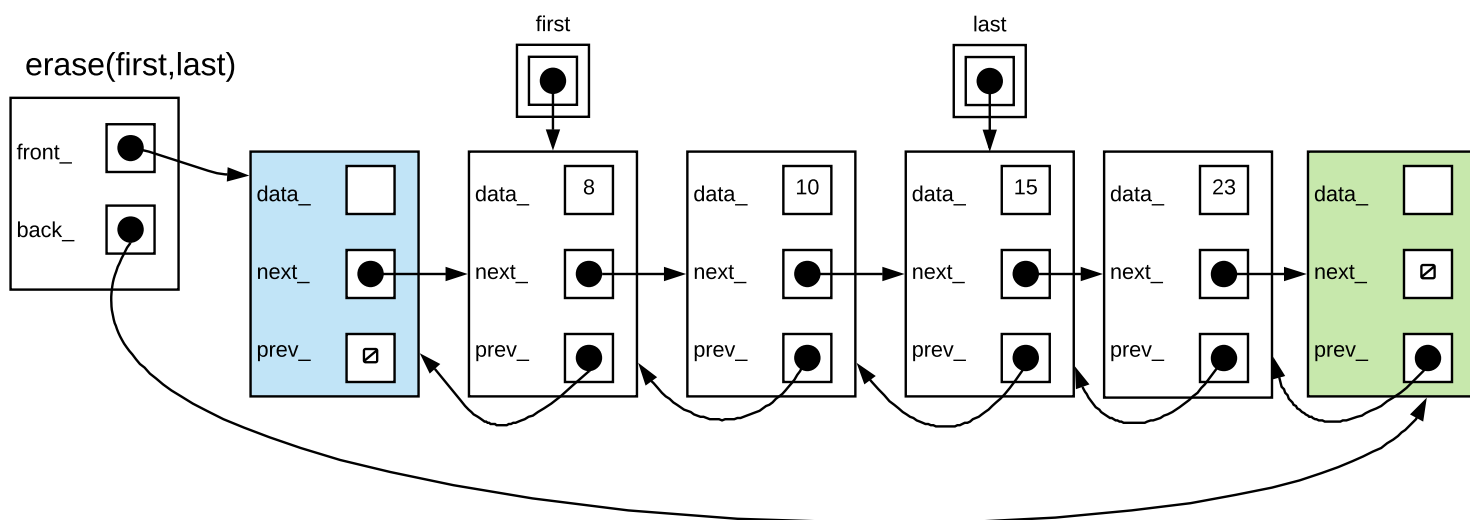 first
last
erase(first,last)
front_
back_
data_
next_
prev_
data_ 8
next_
prev_
data_ 10
next_
prev_
data_ 15
next_
prev_
data_ 23
next_
prev_
data_
next_
prev_